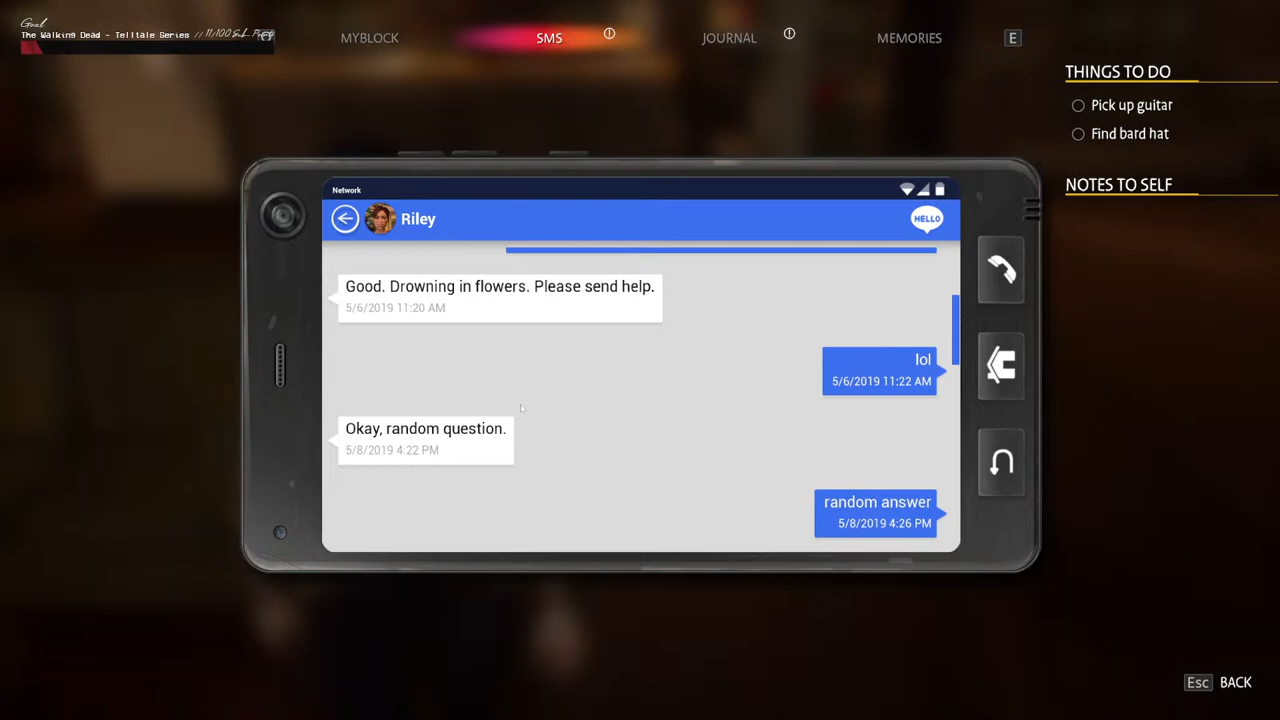 Goal
The Walking Dead - Telltale Series // 11/100
MYBLOCK
SMS
JOURNAL
MEMORIES
E
THINGS TO DO
Pick up guitar
Find bard hat
NOTES TO SELF
Network
Riley
HELLO
Good. Drowning in flowers. Please send help.
5/6/2019 11:20 AM
lol
5/6/2019 11:22 AM
Okay, random question.
5/8/2019 4:22 PM
random answer
5/8/2019 4:26 PM
Esc BACK